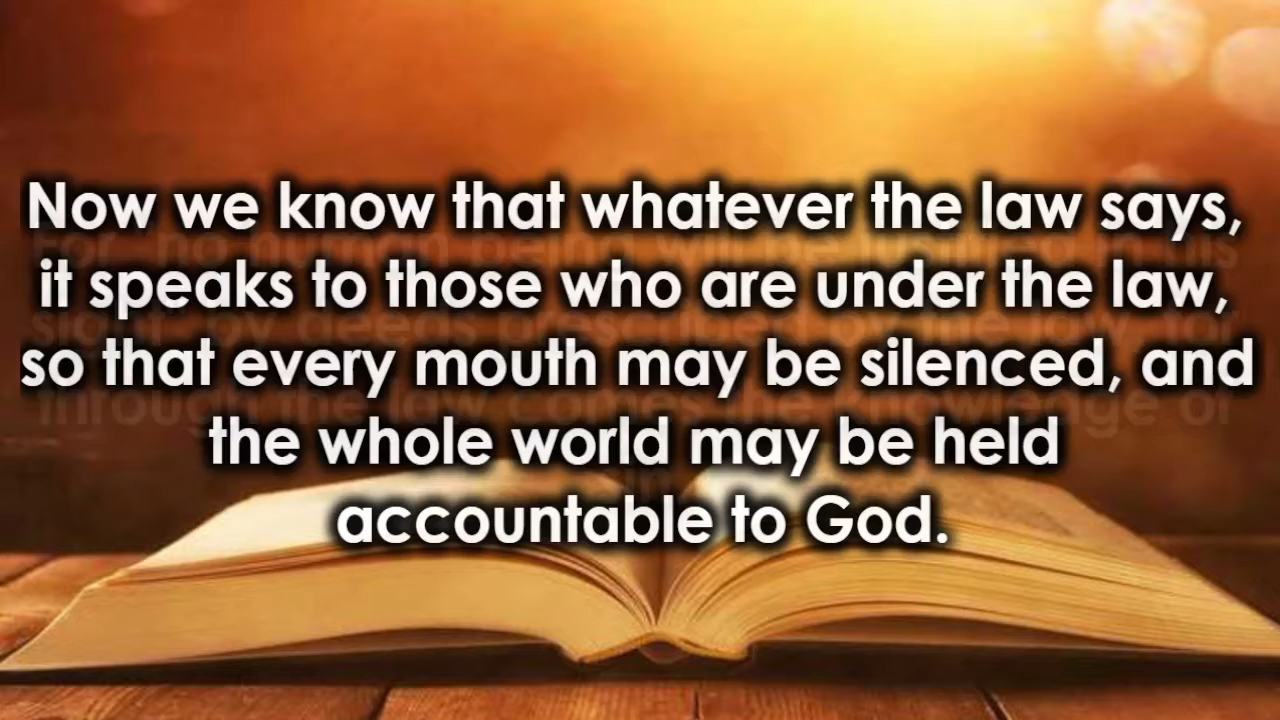 Now we know that whatever the law says,
it speaks to those who are under the law,
so that every mouth may be silenced, and
the whole world may be held
accountable to God.